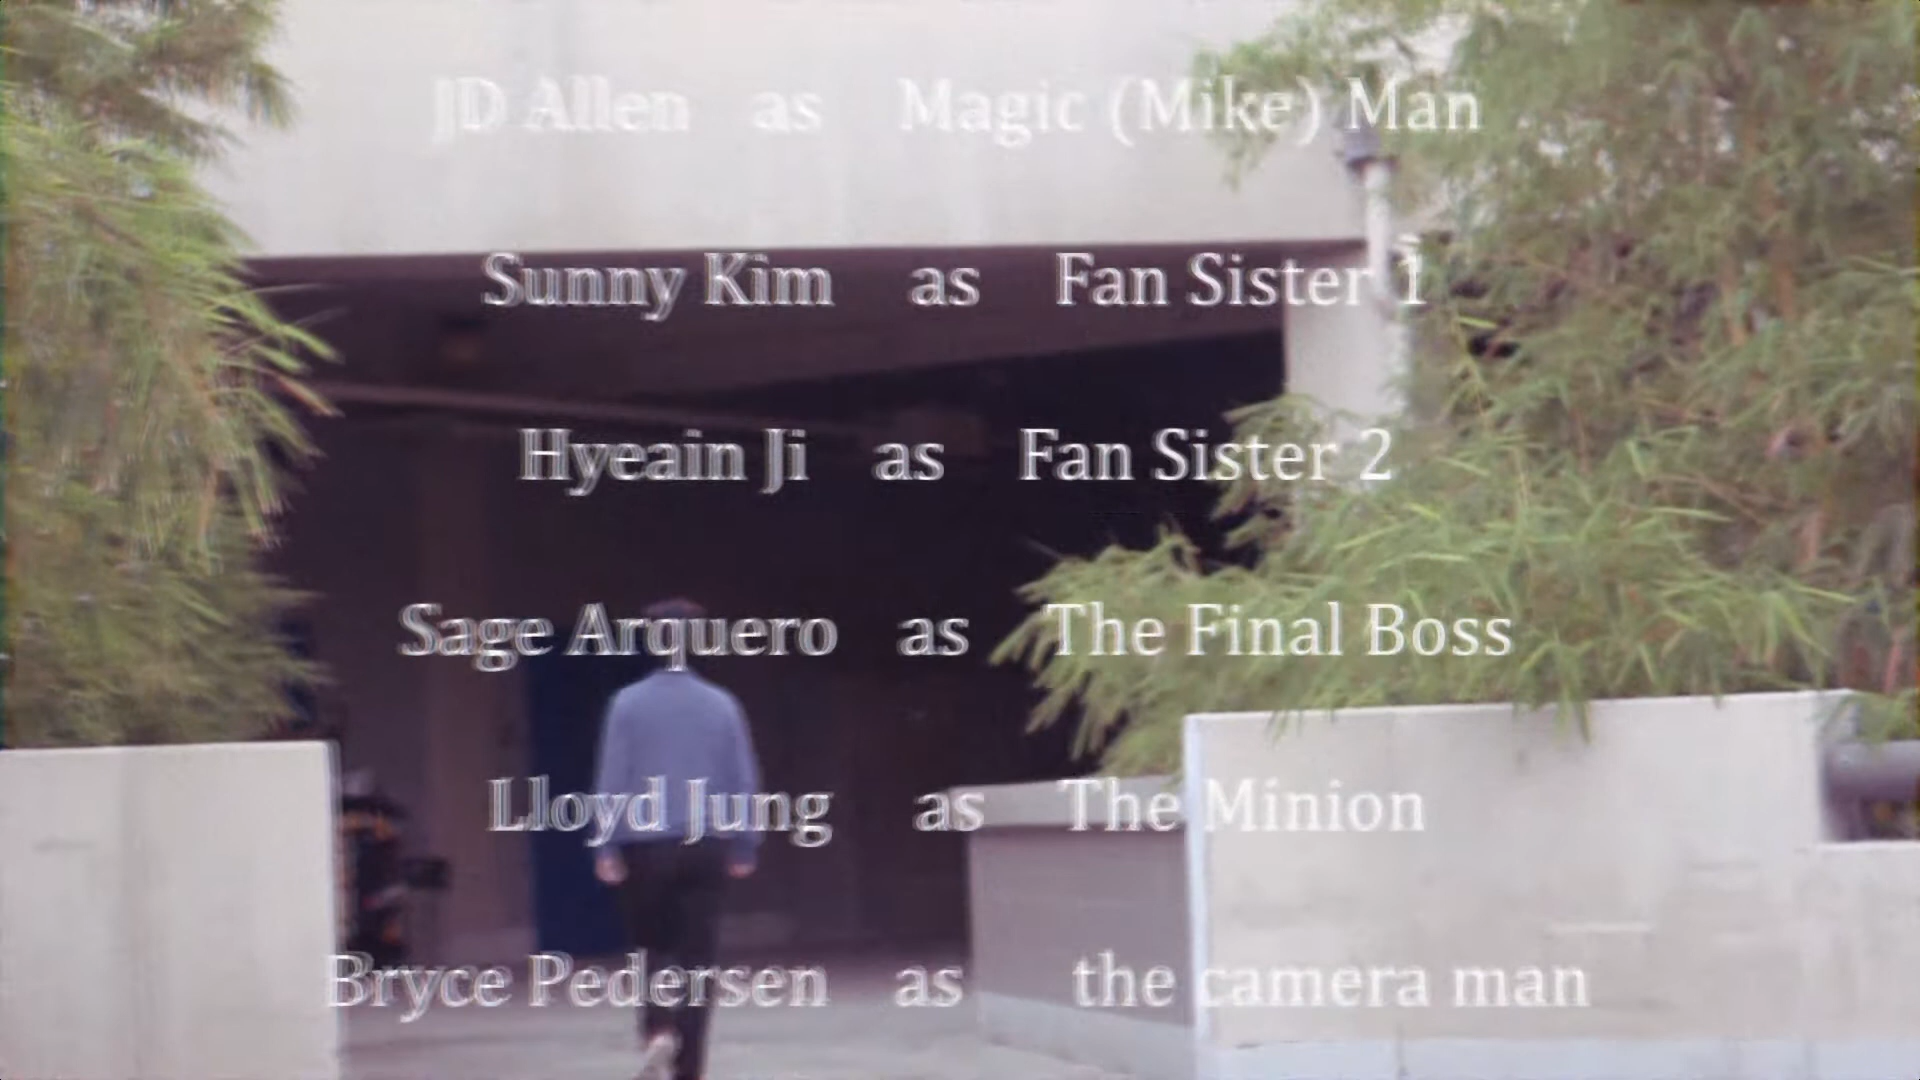 JD Allen as Magic (Mike) Man
Sunny Kim as Fan Sister 1
Hyeain Ji as Fan Sister 2
Sage Arquero as The Final Boss
Lloyd Jung as The Minion
Bryce Pedersen as the camera man